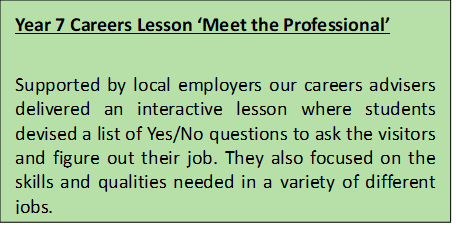 Year 7 Careers Lesson ‘Meet the Professional’
Supported by local employers our careers advisers
delivered an interactive lesson where students
devised a list of Yes/No questions to ask the visitors
and figure out their job. They also focused on the
skills and qualities needed in a variety of different
jobs.